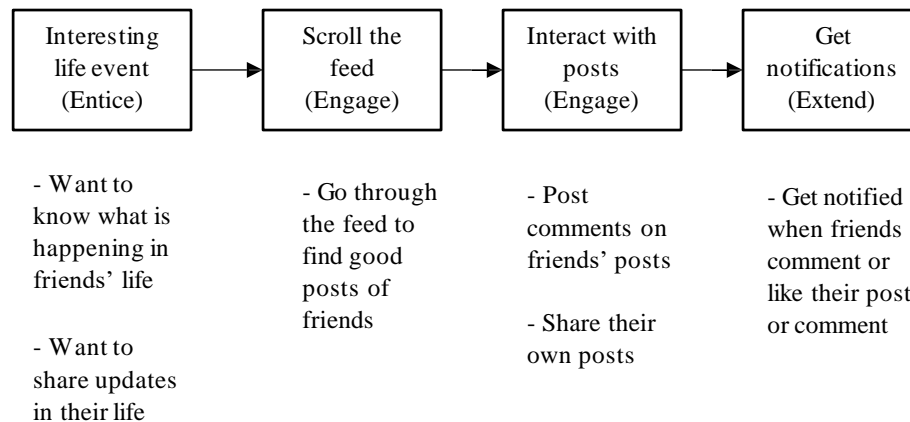 Interesting
life event
(Entice)
Scroll the
feed
(Engage)
Interact with
posts
(Engage)
Get
notifications
(Extend)
- Want to
know what is
happening in
friends’ life
- Want to
share updates
in their life
- Go through
the feed to
find good
posts of
friends
- Post
comments on
friends’ posts
- Share their
own posts
- Get notified
when friends
comment or
like their post
or comment